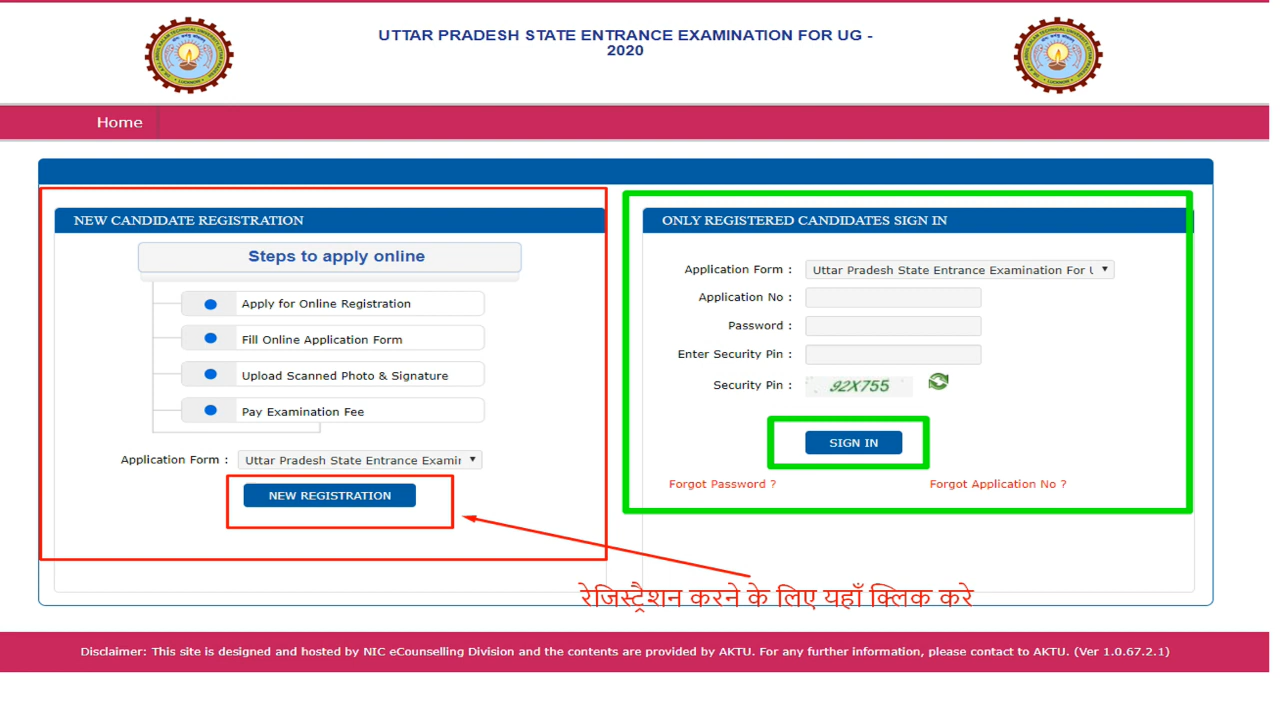 UTTAR PRADESH STATE ENTRANCE EXAMINATION FOR UG -
2020
Home
NEW CANDIDATE REGISTRATION
Steps to apply online
Apply for Online Registration
Fill Online Application Form
Upload Scanned Photo & Signature
Pay Examination Fee
Application Form : Uttar Pradesh State Entrance Examin
NEW REGISTRATION
ONLY REGISTERED CANDIDATES SIGN IN
Application Form : Uttar Pradesh State Entrance Examination For U
Application No :
Password :
Enter Security Pin :
Security Pin : 92X755
SIGN IN
Forgot Password ? Forgot Application No ?
रेजिस्ट्रैशन करने के लिए यहाँ क्लिक करे
Disclaimer: This site is designed and hosted by NIC eCounselling Division and the contents are provided by AKTU. For any further information, please contact to AKTU. (Ver 1.0.67.2.1)